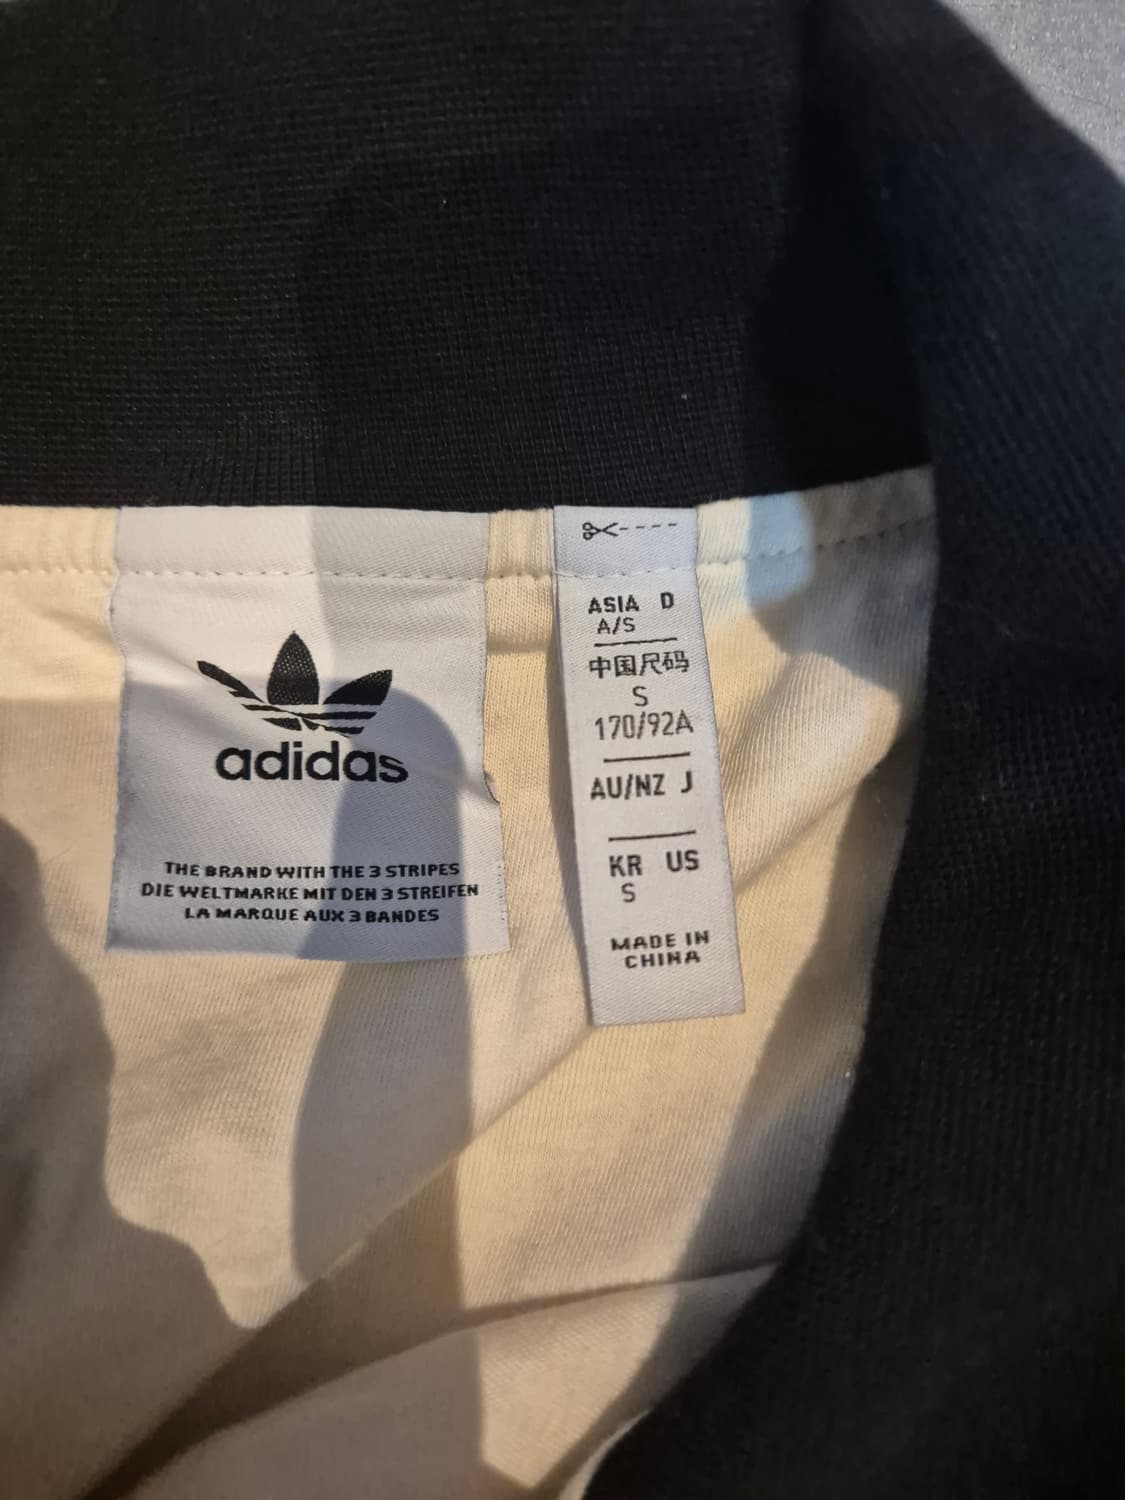 adidas
THE BRAND WITH THE 3 STRIPES
DIE WELTMARKE MIT DEN 3 STREIFEN
LA MARQUE AUX 3 BANDES
ASIA D
A/S
中国尺码
S
170/92A
AU/NZ J
KR US
S
MADE IN
CHINA